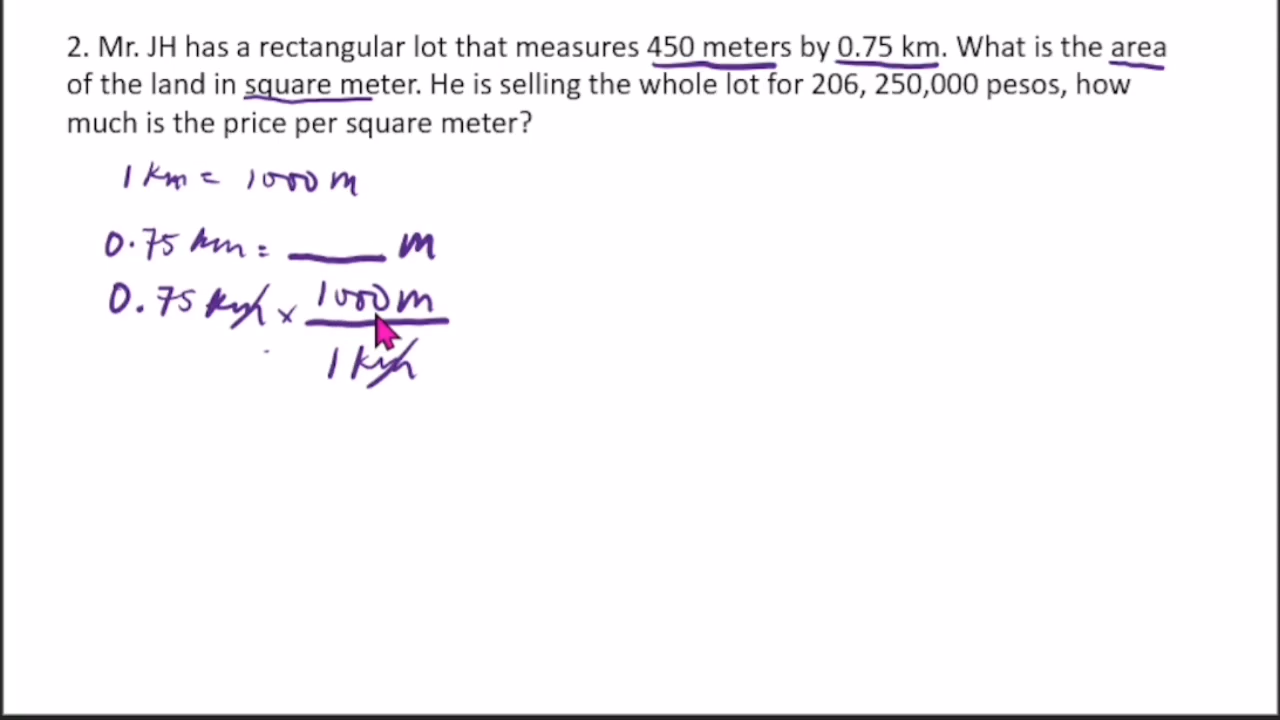 2. Mr. JH has a rectangular lot that measures 450 meters by 0.75 km. What is the area
of the land in square meter. He is selling the whole lot for 206, 250,000 pesos, how
much is the price per square meter?
1 km = 1000 m
0.75 km = ____ m
0.75 km × 1000 m
1 km